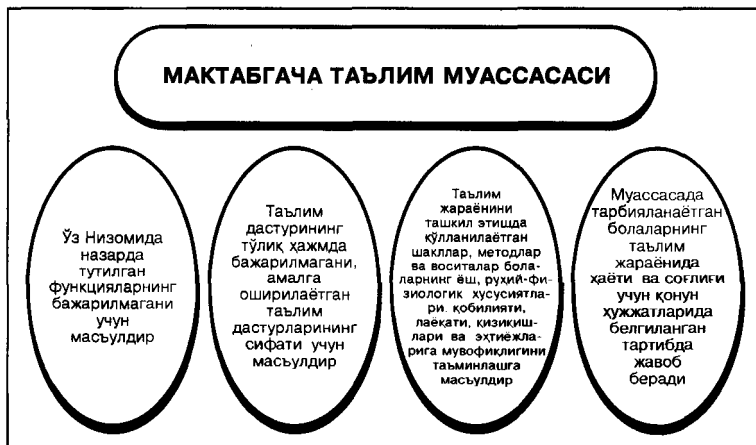 МАКТАБГАЧА ТАЪЛИМ МУАССАСАСИ
Ўз Низомида
назарда
тутилган
функцияларнинг
бажарилмагани
учун
масъулдир
Таълим
дастурининг
тўлиқ ҳажмда
бажарилмагани,
амалга
оширилаётган
таълим
дастурларининг
сифати учун
масъулдир
Таълим
жараёнини
ташкил этишда
қўлланилаётган
шакллар, методлар
ва воситалар бола-
ларнинг ёш, руҳий-фи-
зиологик хусусиятла-
ри. қобилияти,
лаёқати, қизиқиш-
лари ва эҳтиёжла-
рига мувофиқлигини
таъминлашга
масъулдир
Муассасада
тарбияланаётган
болаларнинг
таълим
жараёнида
ҳаёти ва соғлиғи
учун қонун
ҳужжатларида
белгиланган
тартибда
жавоб
беради